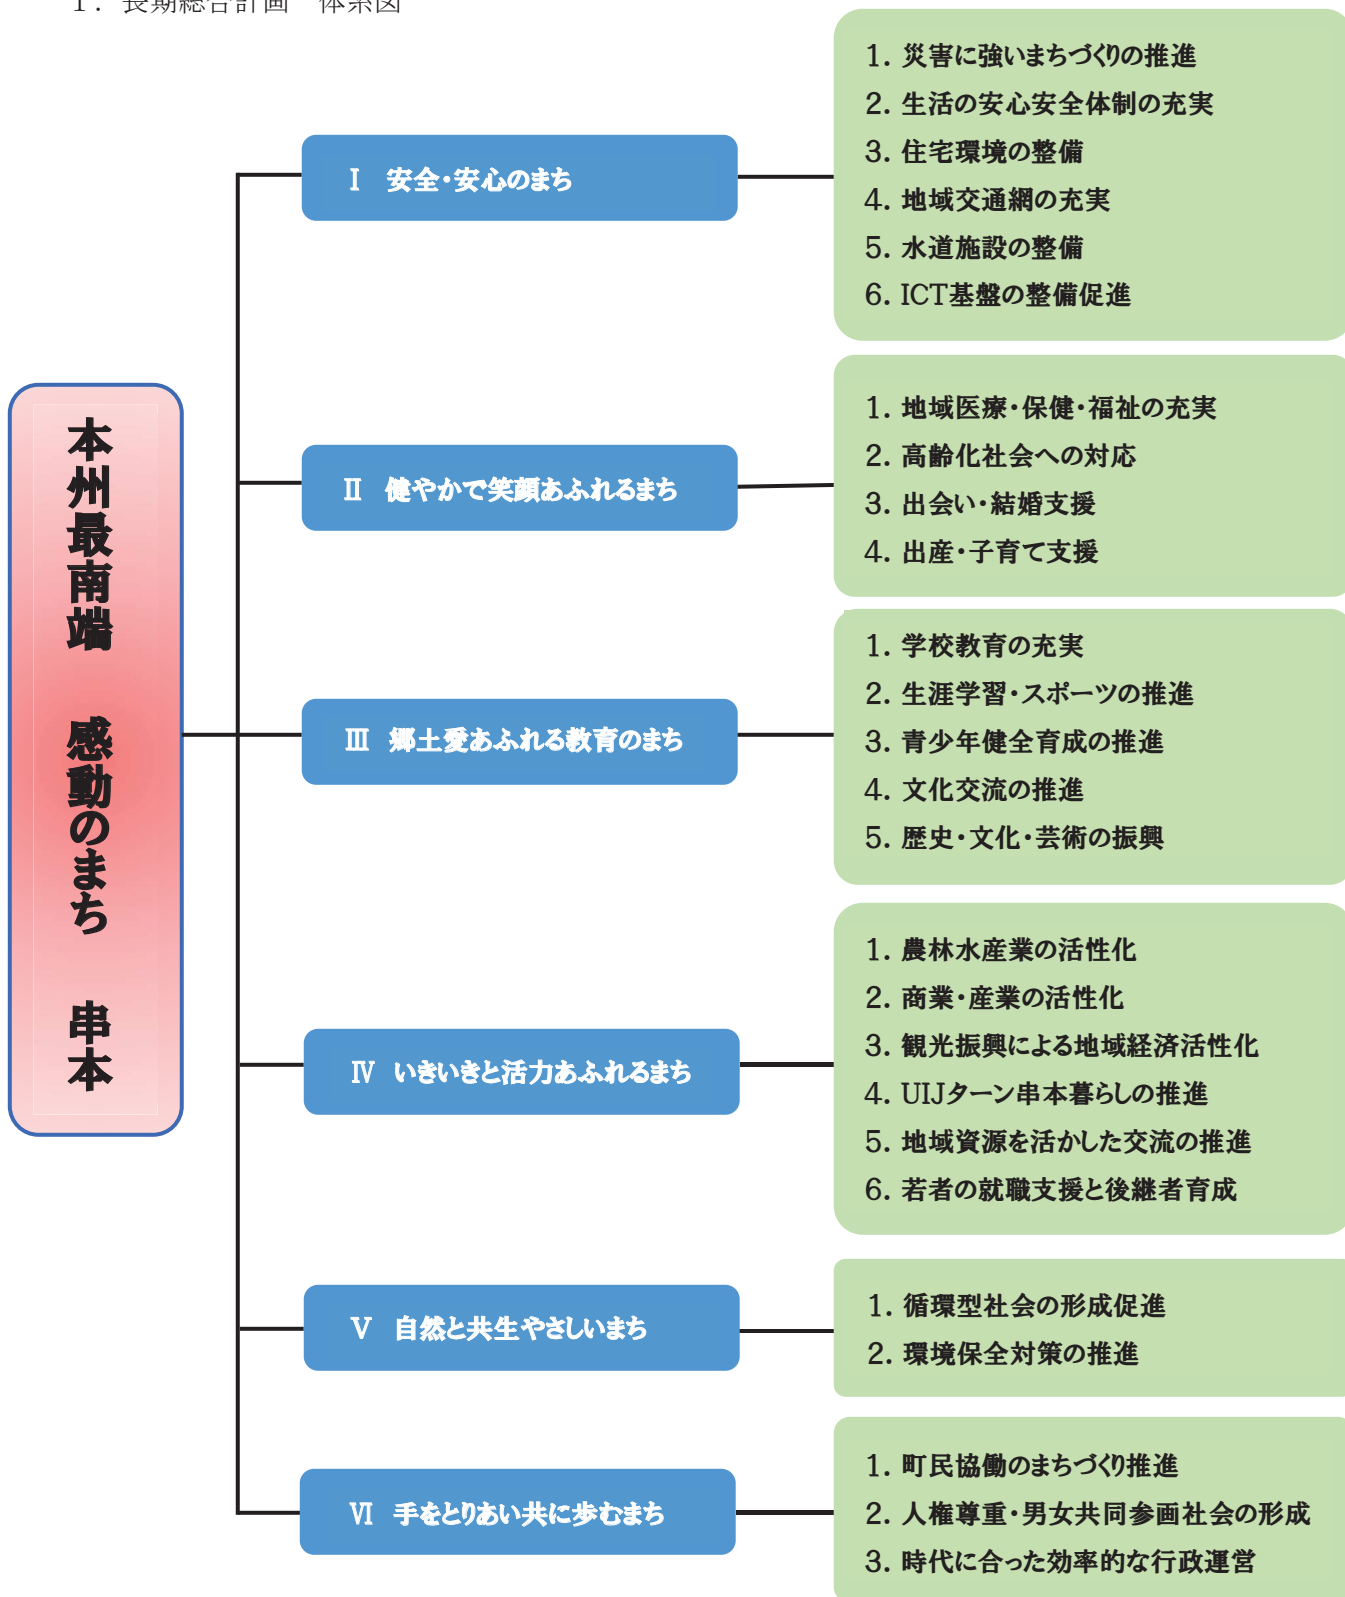 1．長期総合計画　体系図
本州最南端　感動のまち　串本
Ⅰ　安全・安心のまち
1．災害に強いまちづくりの推進
2．生活の安心安全体制の充実
3．住宅環境の整備
4．地域交通網の充実
5．水道施設の整備
6．ICT基盤の整備促進
Ⅱ　健やかで笑顔あふれるまち
1．地域医療・保健・福祉の充実
2．高齢化社会への対応
3．出会い・結婚支援
4．出産・子育て支援
Ⅲ　郷土愛あふれる教育のまち
1．学校教育の充実
2．生涯学習・スポーツの推進
3．青少年健全育成の推進
4．文化交流の推進
5．歴史・文化・芸術の振興
Ⅳ　いきいきと活力あふれるまち
1．農林水産業の活性化
2．商業・産業の活性化
3．観光振興による地域経済活性化
4．UIJターン串本暮らしの推進
5．地域資源を活かした交流の推進
6．若者の就職支援と後継者育成
Ⅴ　自然と共生やさしいまち
1．循環型社会の形成促進
2．環境保全対策の推進
Ⅵ　手をとりあい共に歩むまち
1．町民協働のまちづくり推進
2．人権尊重・男女共同参画社会の形成
3．時代に合った効率的な行政運営